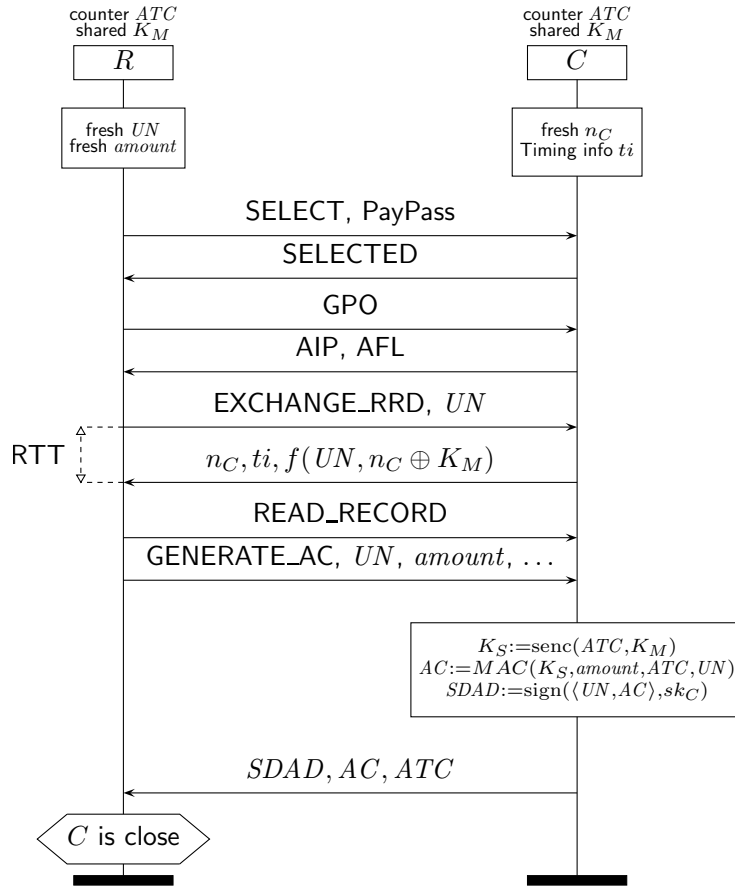 counter ATC
shared K_M
R
counter ATC
shared K_M
C
fresh UN
fresh amount
fresh n_C
Timing info ti
SELECT, PayPass
SELECTED
GPO
AIP, AFL
EXCHANGE_RRD, UN
RTT
n_C, ti, f(UN, n_C ⊕ K_M)
READ_RECORD
GENERATE_AC, UN, amount, ...
K_S:=senc(ATC,K_M)
AC:=MAC(K_S,amount,ATC,UN)
SDAD:=sign(⟨UN,AC⟩,sk_C)
SDAD, AC, ATC
C is close